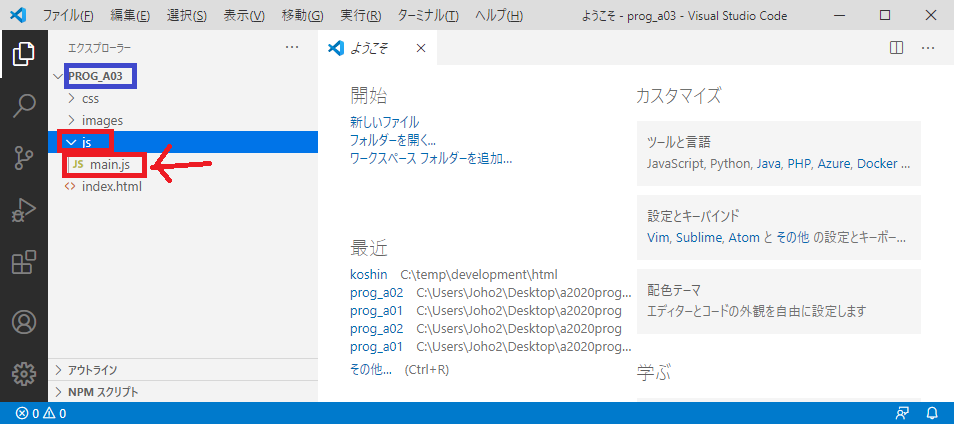 ファイル(F) 編集(E) 選択(S) 表示(V) 移動(G) 実行(R) ターミナル(T) ヘルプ(H) ようこそ - prog_a03 - Visual Studio Code
エクスプローラー ···
PROG_A03
css
images
js
JS main.js
<> index.html
アウトライン
NPM スクリプト
ようこそ
開始
新しいファイル
フォルダーを開く...
ワークスペース フォルダーを追加...
最近
koshin C:\temp\development\html
prog_a02 C:\Users\Joho2\Desktop\a2020prog...
prog_a01 C:\Users\Joho2\Desktop\a2020prog...
prog_a02 C:\Users\Joho2\Desktop\a2020prog
prog_a01 C:\Users\Joho2\Desktop\a2020prog...
その他... (Ctrl+R)
カスタマイズ
ツールと言語
JavaScript, Python, Java, PHP, Azure, Docker ...
設定とキーバインド
Vim, Sublime, Atom と その他 の設定とキーボー...
配色テーマ
エディターとコードの外観を自由に設定します
学ぶ
0 0